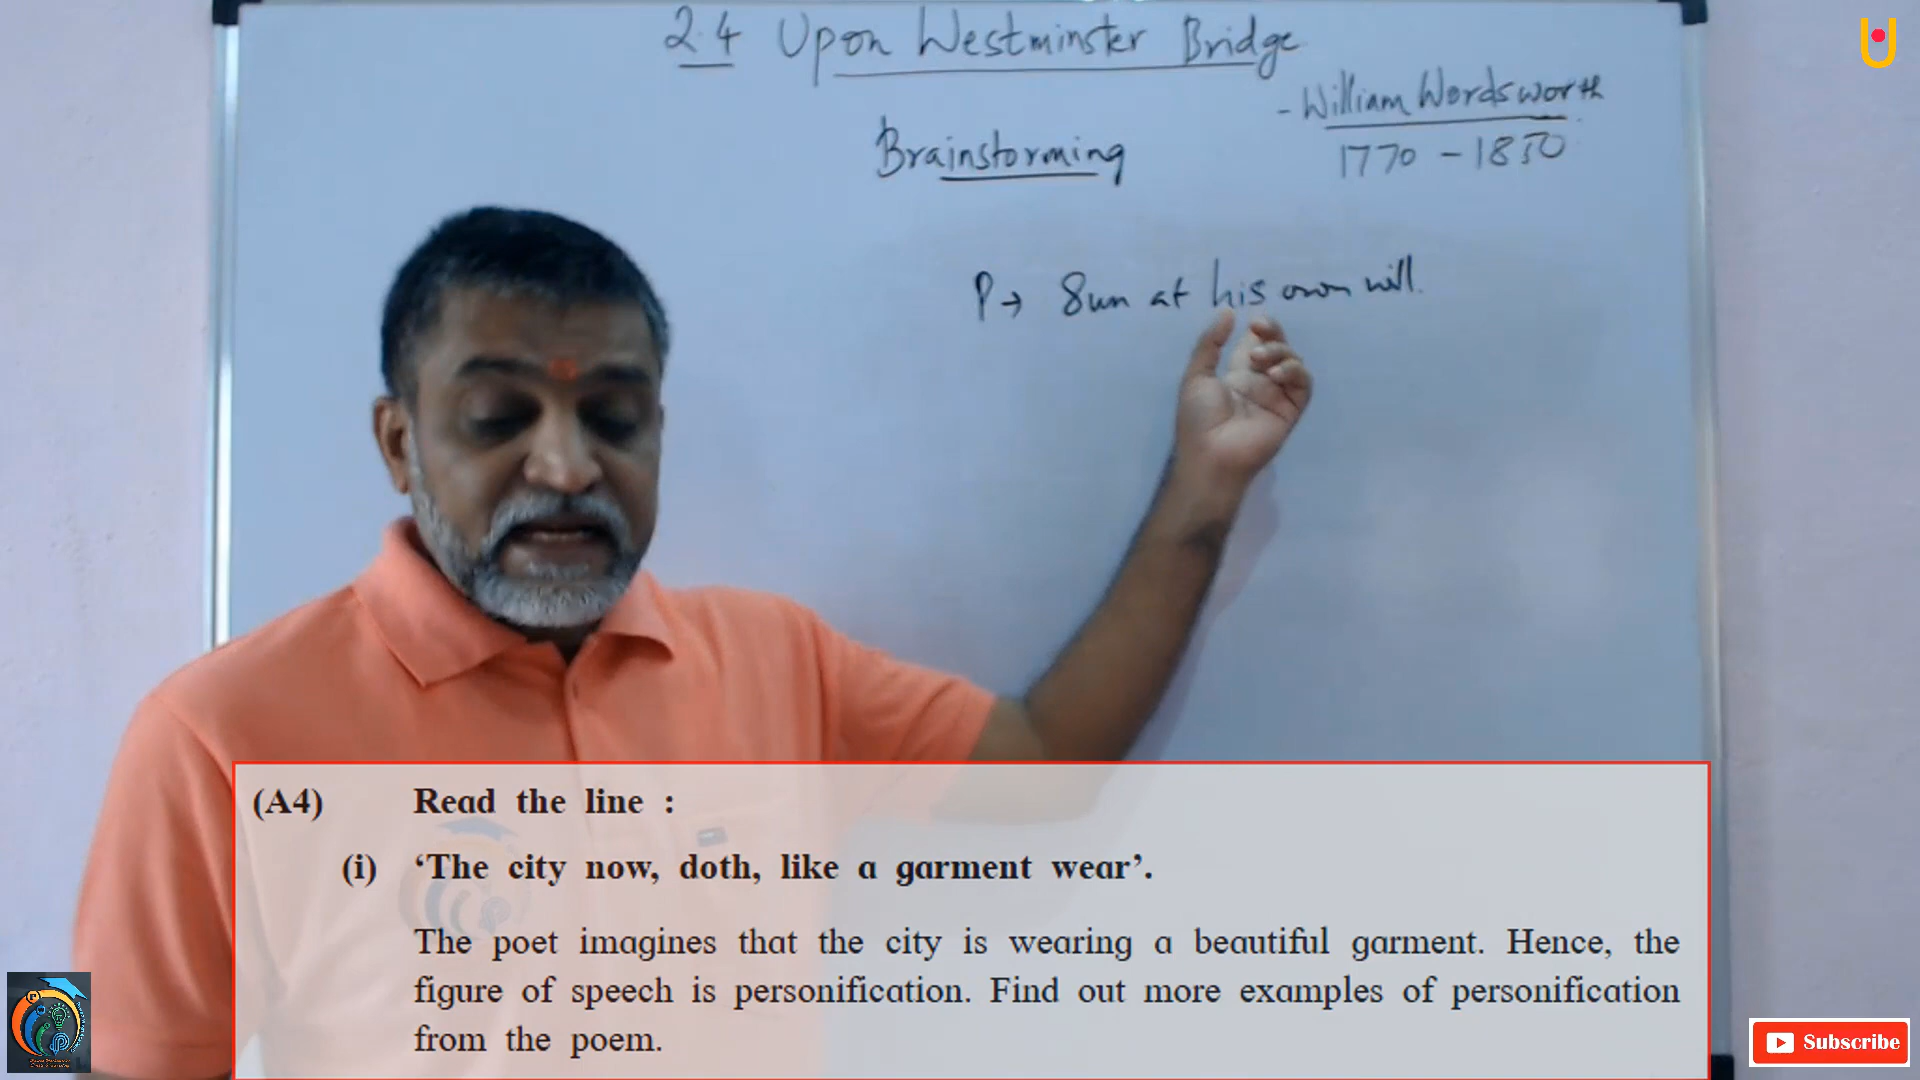 2.4 Upon Westminster Bridge
- William Wordsworth
1770 - 1850
Brainstorming
P → Sun at his own will.
(A4) Read the line :
(i) ‘The city now, doth, like a garment wear’.
The poet imagines that the city is wearing a beautiful garment. Hence, the
figure of speech is personification. Find out more examples of personification
from the poem.
Subscribe